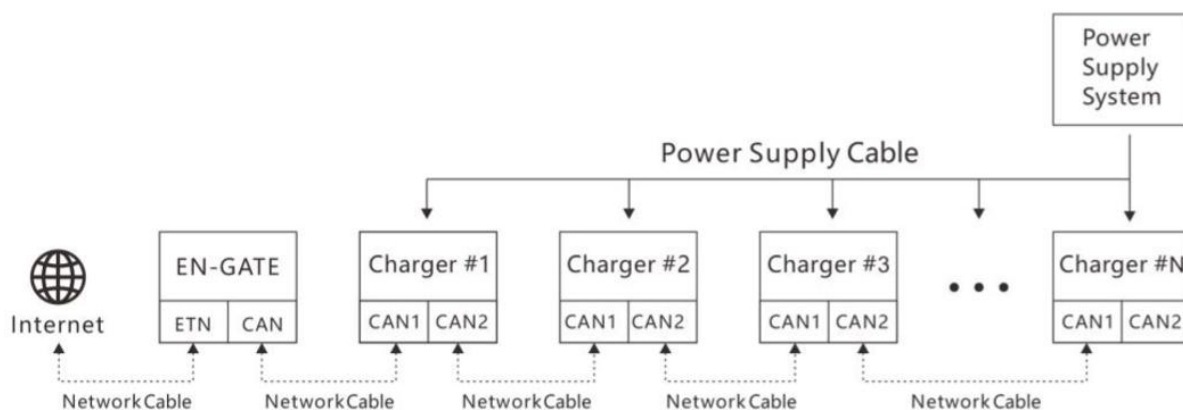 Power
Supply
System
Power Supply Cable
EN-GATE
Charger #1
Charger #2
Charger #3
Charger #N
Internet
ETN
CAN
CAN1
CAN2
CAN1
CAN2
CAN1
CAN2
CAN1
CAN2
Network Cable
Network Cable
Network Cable
Network Cable
Network Cable